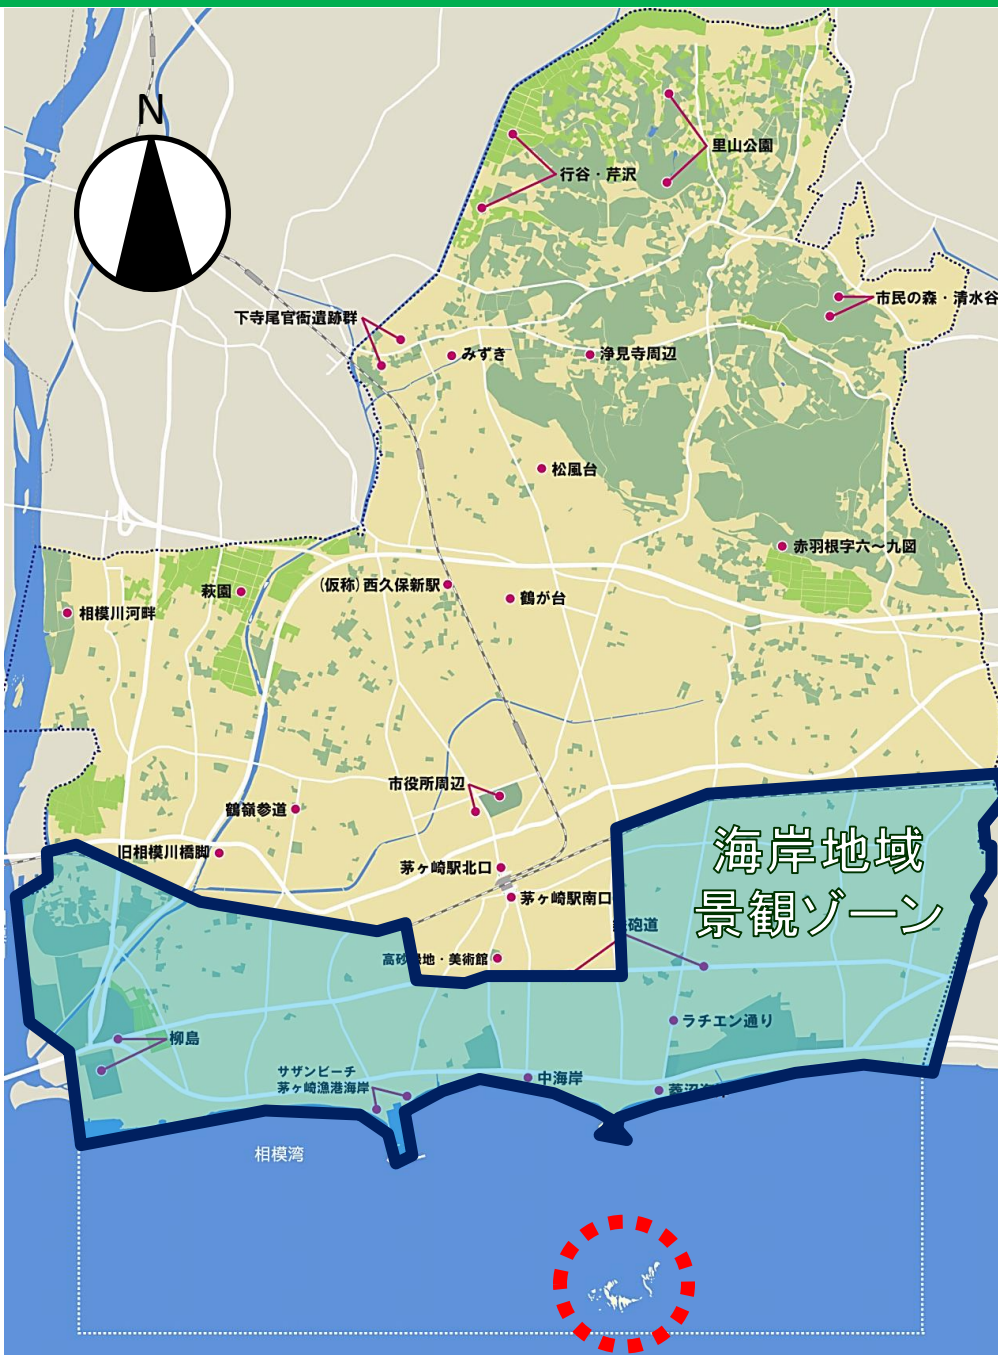 N
里山公園
行谷・芹沢
市民の森・清水谷
下寺尾官衙遺跡群
みずき
浄見寺周辺
松風台
赤羽根字六～九図
(仮称)西久保新駅
萩園
鶴が台
相模川河畔
市役所周辺
鶴嶺参道
旧相模川橋脚
茅ヶ崎駅北口
茅ヶ崎駅南口
海岸地域
景観ゾーン
砲道
高砂緑地・美術館
ラチエン通り
柳島
サザンビーチ
茅ヶ崎漁港海岸
中海岸
菱沼海岸
相模湾